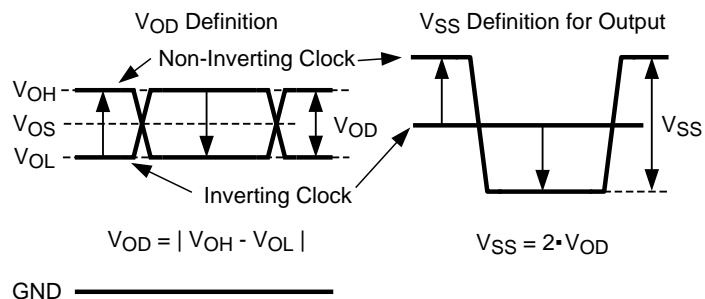 VOD Definition
VSS Definition for Output
Non-Inverting Clock
VOH
VOS
VOL
VOD
VSS
Inverting Clock
VOD = | VOH - VOL |
VSS = 2▪VOD
GND